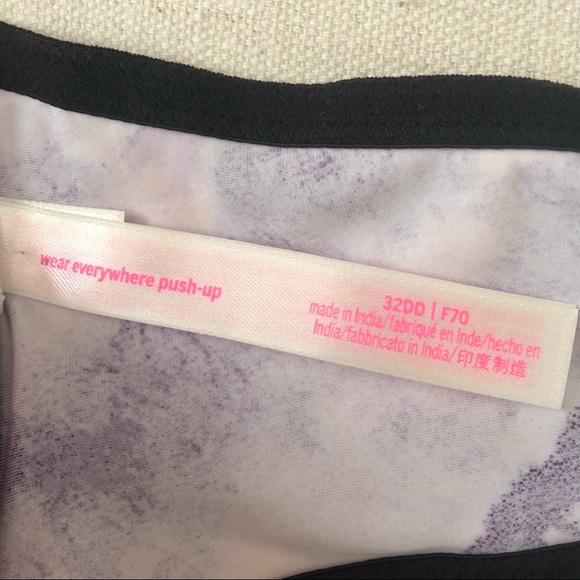 wear everywhere push-up
32DD | F70
made in India/fabriqué en Inde/hecho en
India/fabbricato in India/印度制造